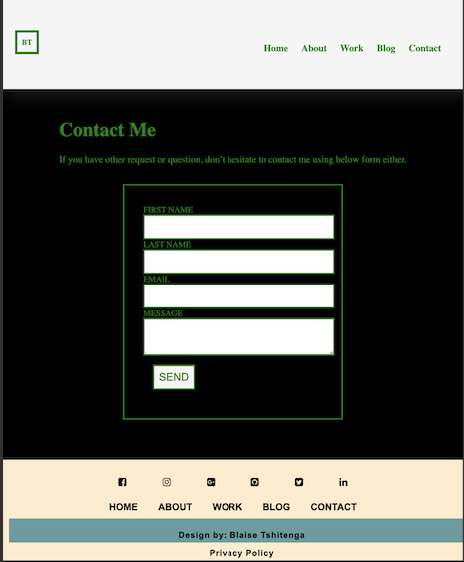 BT
Home About Work Blog Contact
Contact Me
If you have other request or question, don't hesitate to contact me using below form either.
FIRST NAME
LAST NAME
EMAIL
MESSAGE
SEND
HOME ABOUT WORK BLOG CONTACT
Design by: Blaise Tshitenga
Privacy Policy